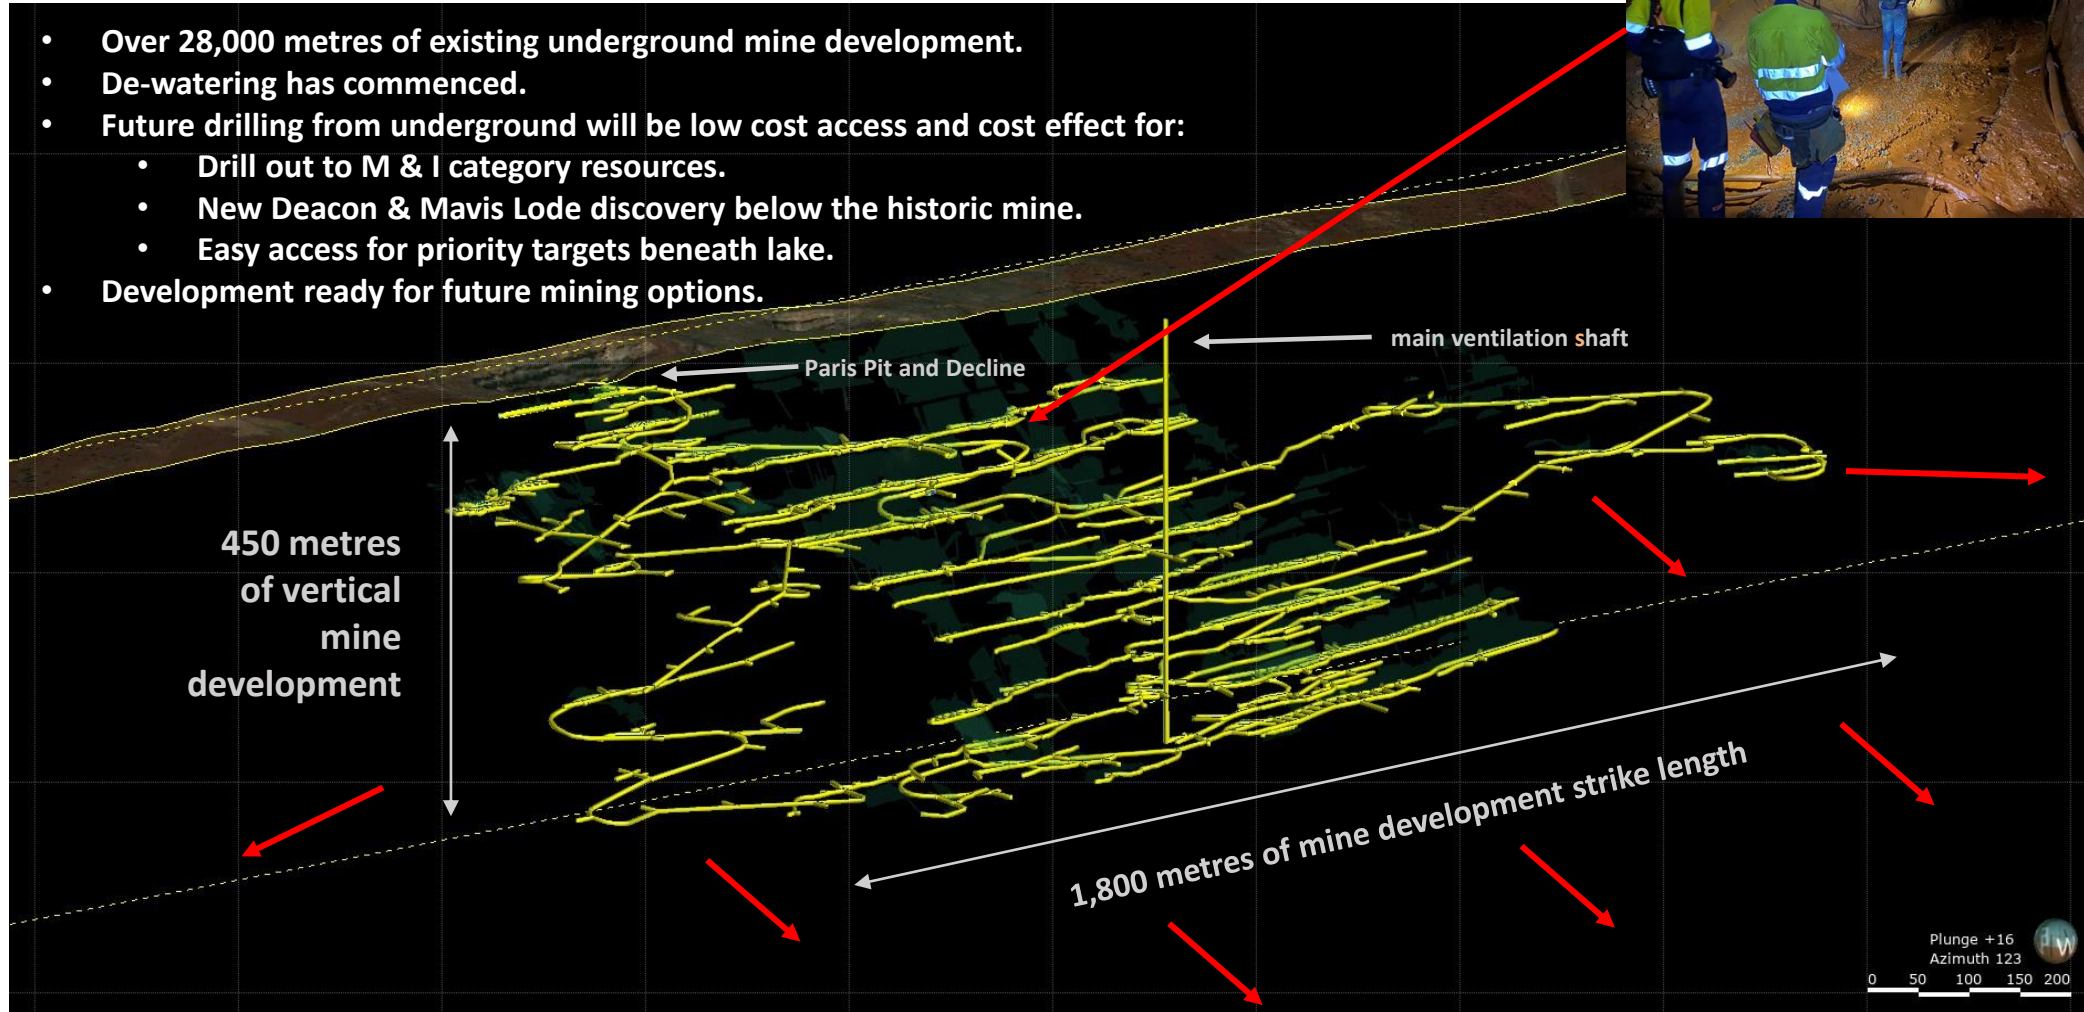 • Over 28,000 metres of existing underground mine development.
• De-watering has commenced.
• Future drilling from underground will be low cost access and cost effect for:
• Drill out to M & I category resources.
• New Deacon & Mavis Lode discovery below the historic mine.
• Easy access for priority targets beneath lake.
• Development ready for future mining options.
main ventilation shaft
Paris Pit and Decline
450 metres
of vertical
mine
development
1,800 metres of mine development strike length
Plunge +16
Azimuth 123
W
0 50 100 150 200